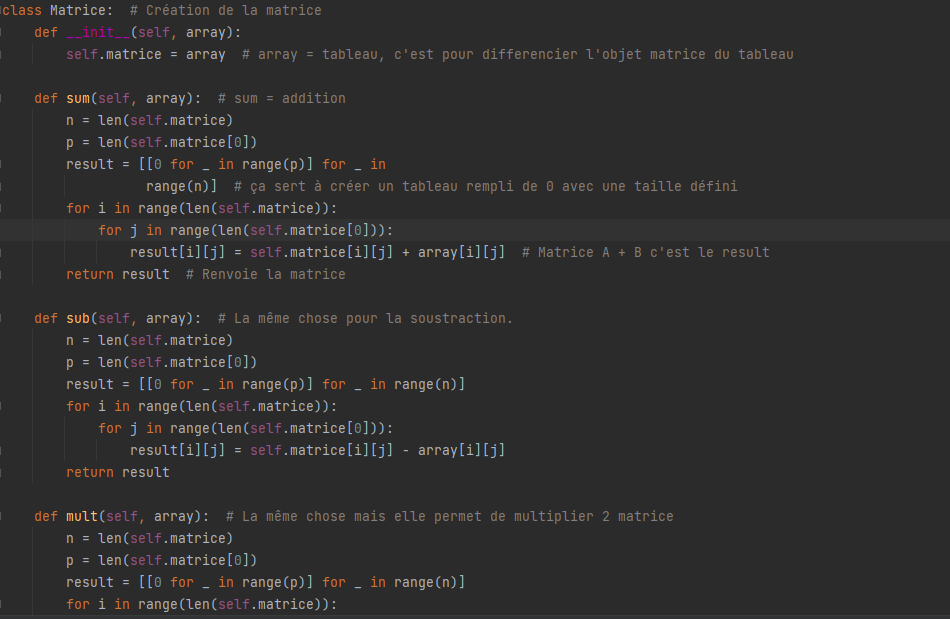 class Matrice:  # Création de la matrice
    def __init__(self, array):
        self.matrice = array  # array = tableau, c'est pour differencier l'objet matrice du tableau

    def sum(self, array):  # sum = addition
        n = len(self.matrice)
        p = len(self.matrice[0])
        result = [[0 for _ in range(p)] for _ in
                  range(n)]  # ça sert à créer un tableau rempli de 0 avec une taille défini
        for i in range(len(self.matrice)):
            for j in range(len(self.matrice[0])):
                result[i][j] = self.matrice[i][j] + array[i][j]  # Matrice A + B c'est le result
        return result  # Renvoie la matrice

    def sub(self, array):  # La même chose pour la soustraction.
        n = len(self.matrice)
        p = len(self.matrice[0])
        result = [[0 for _ in range(p)] for _ in range(n)]
        for i in range(len(self.matrice)):
            for j in range(len(self.matrice[0])):
                result[i][j] = self.matrice[i][j] - array[i][j]
        return result

    def mult(self, array):  # La même chose mais elle permet de multiplier 2 matrice
        n = len(self.matrice)
        p = len(self.matrice[0])
        result = [[0 for _ in range(p)] for _ in range(n)]
        for i in range(len(self.matrice)):